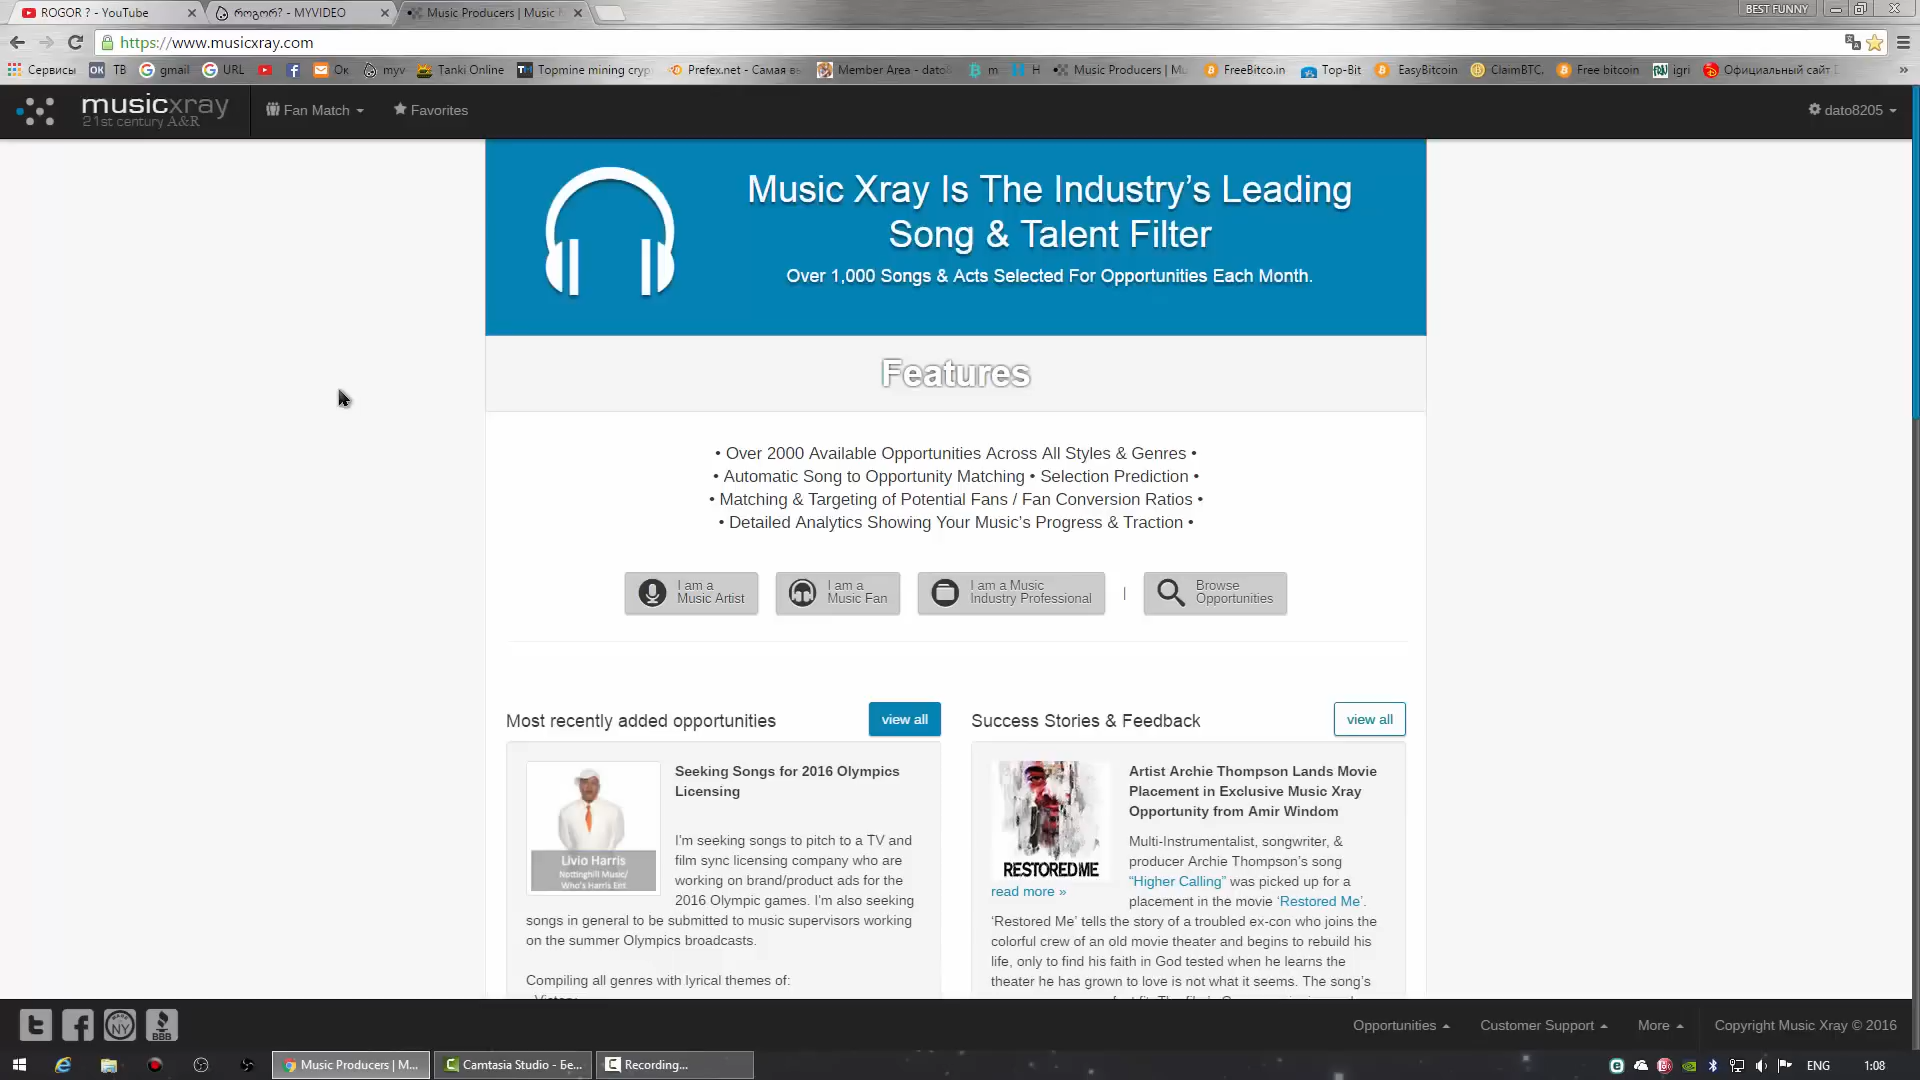 ROGOR ? - YouTube
როგორ? - MYVIDEO
Music Producers | Music
BEST FUNNY
https://www.musicxray.com
Сервисы
ОК
ТВ
gmail
URL
Ок
myv
Tanki Online
Topmine mining cryp
Prefex.net - Самая в
Member Area - dato8
m
H
Music Producers | Mu
FreeBitco.in
Top-Bit
EasyBitcoin
ClaimBTC.
Free bitcoin
igri
Официальный сайт
»
musicxray
21st century A&R
Fan Match
Favorites
dato8205
Music Xray Is The Industry’s Leading
Song & Talent Filter
Over 1,000 Songs & Acts Selected For Opportunities Each Month.
Features
• Over 2000 Available Opportunities Across All Styles & Genres •
• Automatic Song to Opportunity Matching • Selection Prediction •
• Matching & Targeting of Potential Fans / Fan Conversion Ratios •
• Detailed Analytics Showing Your Music’s Progress & Traction •
I am a
Music Artist
I am a
Music Fan
I am a Music
Industry Professional
|
Browse
Opportunities
Most recently added opportunities
view all
Livio Harris
Nottinghill Music/
Who's Harris Ent
Seeking Songs for 2016 Olympics
Licensing
I'm seeking songs to pitch to a TV and
film sync licensing company who are
working on brand/product ads for the
2016 Olympic games. I'm also seeking
songs in general to be submitted to music supervisors working
on the summer Olympics broadcasts.
Compiling all genres with lyrical themes of:
Success Stories & Feedback
view all
RESTORED ME
read more »
Artist Archie Thompson Lands Movie
Placement in Exclusive Music Xray
Opportunity from Amir Windom
Multi-Instrumentalist, songwriter, &
producer Archie Thompson’s song
“Higher Calling” was picked up for a
placement in the movie ‘Restored Me’.
‘Restored Me’ tells the story of a troubled ex-con who joins the
colorful crew of an old movie theater and begins to rebuild his
life, only to find his faith in God tested when he learns the
theater he has grown to love is not what it seems. The song’s
NY
BBB
Opportunities
Customer Support
More
Copyright Music Xray © 2016
Music Producers | M...
Camtasia Studio - Бе...
Recording...
ENG
1:08